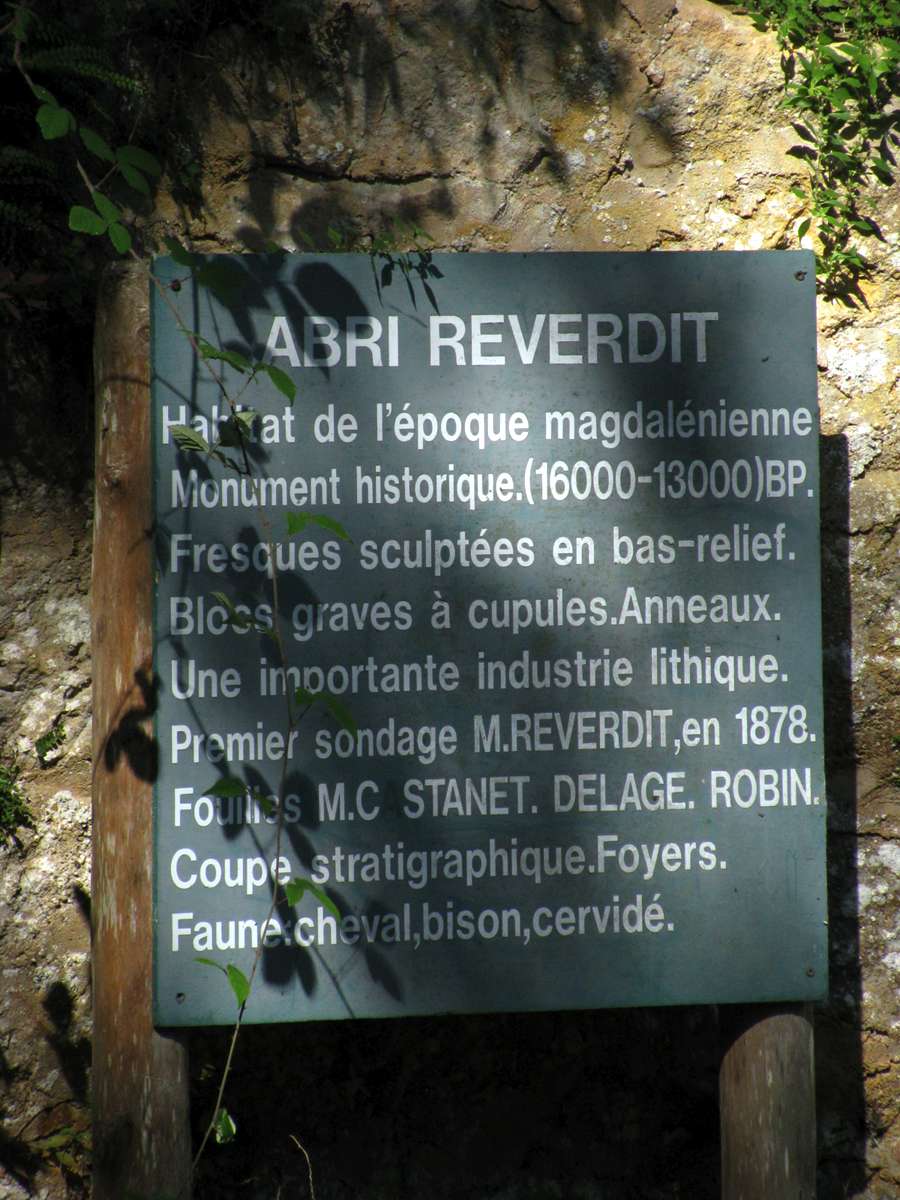 ABRI REVERDIT
Habitat de l'époque magdalénienne
Monument historique.(16000-13000)BP.
Fresques sculptées en bas-relief.
Blocs graves à cupules.Anneaux.
Une importante industrie lithique.
Premier sondage M.REVERDIT,en 1878.
Fouilles M.C STANET. DELAGE. ROBIN.
Coupe stratigraphique.Foyers.
Faune:cheval,bison,cervidé.